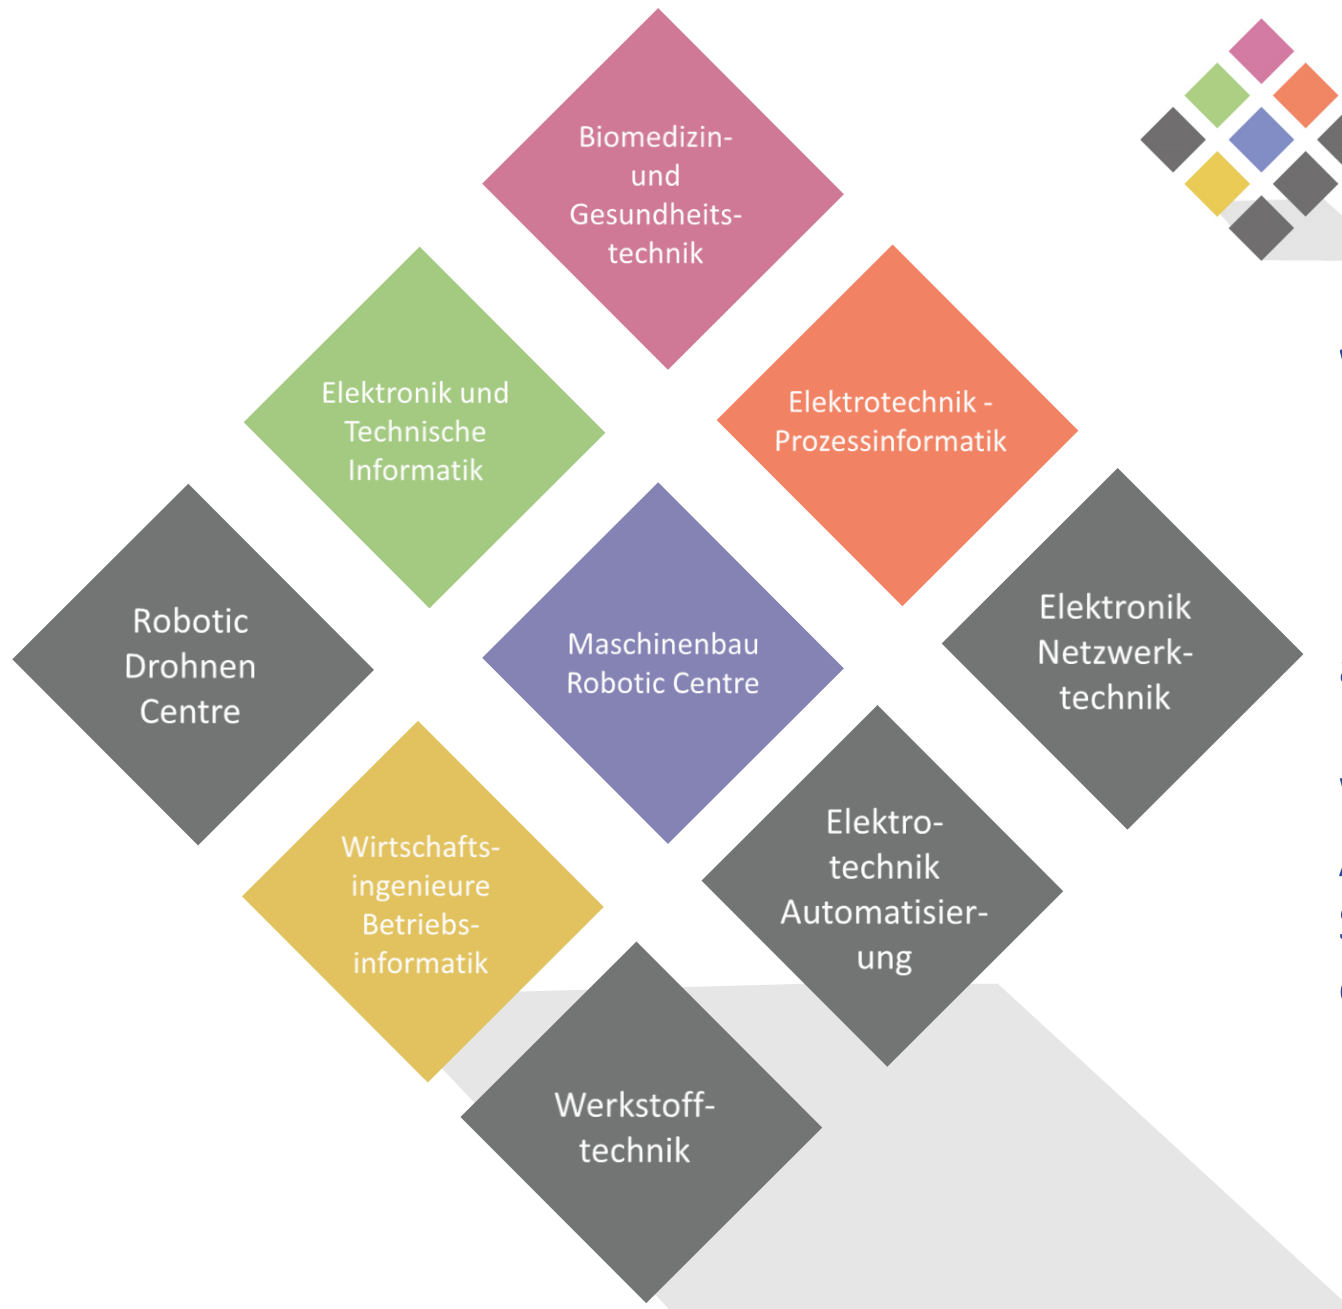 Biomedizin-
und
Gesundheits-
technik
Elektronik und
Technische
Informatik
Elektrotechnik -
Prozessinformatik
Robotic
Drohnen
Centre
Maschinenbau
Robotic Centre
Elektronik
Netzwerk-
technik
Wirtschafts-
ingenieure
Betriebs-
informatik
Elektro-
technik
Automatisier-
ung
Werkstoff-
technik